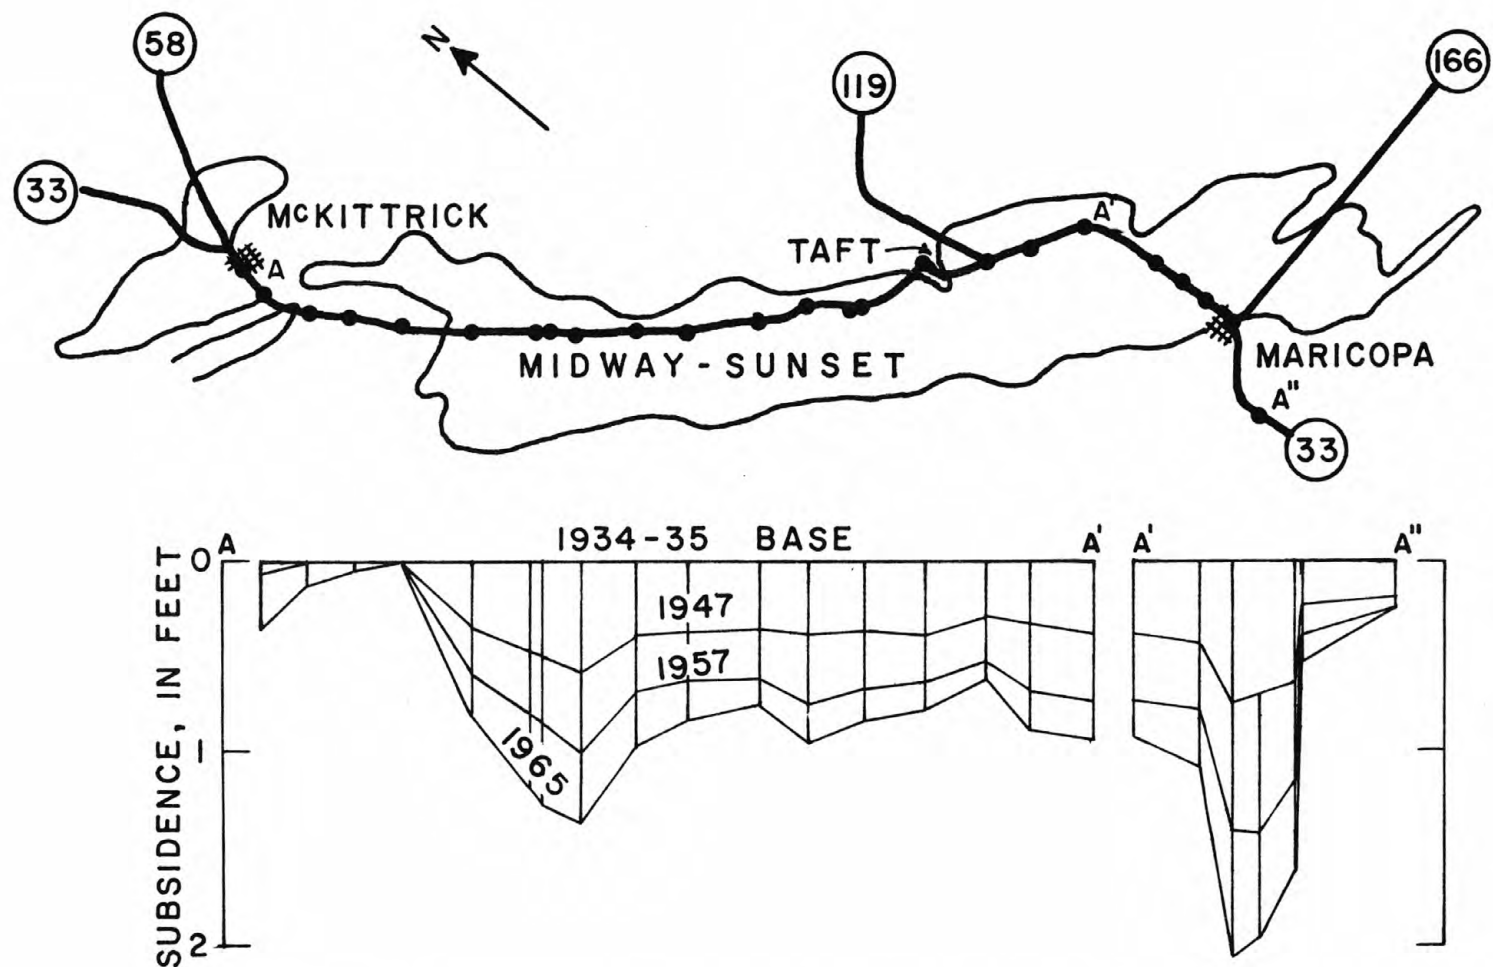 58
N
119
166
33
McKITTRICK
A
A'
TAFT
MIDWAY-SUNSET
MARICOPA
A"
33
A 1934-35 BASE A' A' A"
SUBSIDENCE, IN FEET
0
1
2
1947
1957
1965